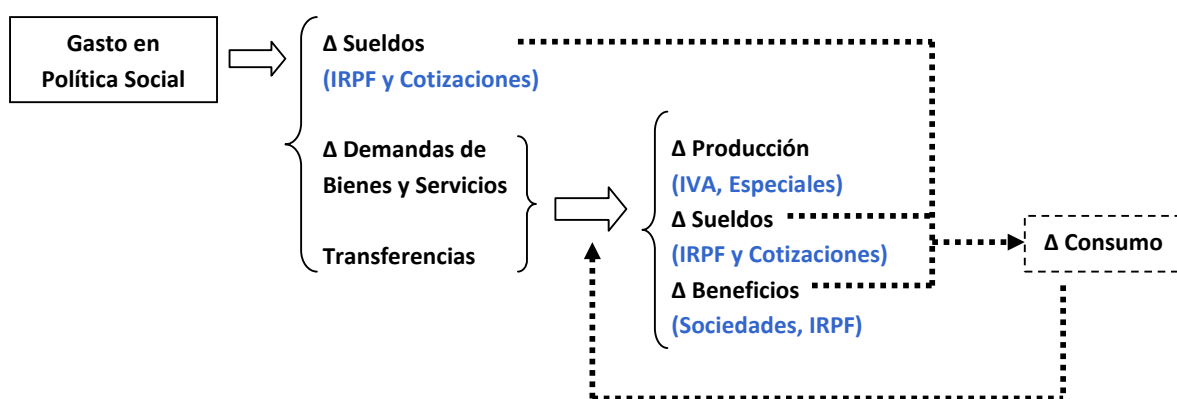 Gasto en
Política Social
Δ Sueldos
(IRPF y Cotizaciones)
Δ Demandas de
Bienes y Servicios
Transferencias
Δ Producción
(IVA, Especiales)
Δ Sueldos
(IRPF y Cotizaciones)
Δ Beneficios
(Sociedades, IRPF)
Δ Consumo